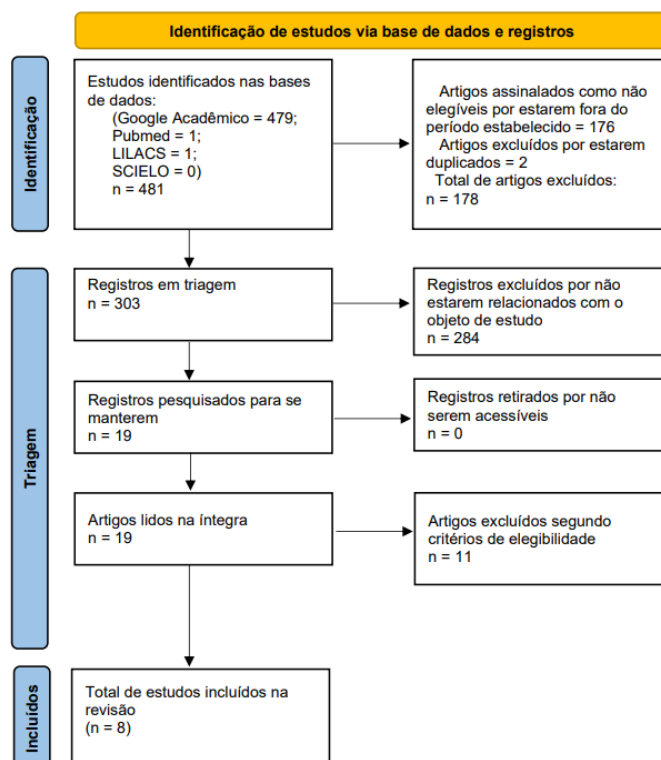 Identificação de estudos via base de dados e registros
Identificação
Estudos identificados nas bases
de dados:
(Google Acadêmico = 479;
Pubmed = 1;
LILACS = 1;
SCIELO = 0)
n = 481
Artigos assinalados como não
elegíveis por estarem fora do
período estabelecido = 176
Artigos excluídos por estarem
duplicados = 2
Total de artigos excluídos:
n = 178
Triagem
Registros em triagem
n = 303
Registros excluídos por não
estarem relacionados com o
objeto de estudo
n = 284
Registros pesquisados para se
manterem
n = 19
Registros retirados por não
serem acessíveis
n = 0
Artigos lidos na íntegra
n = 19
Artigos excluídos segundo
critérios de elegibilidade
n = 11
Incluídos
Total de estudos incluídos na
revisão
(n = 8)